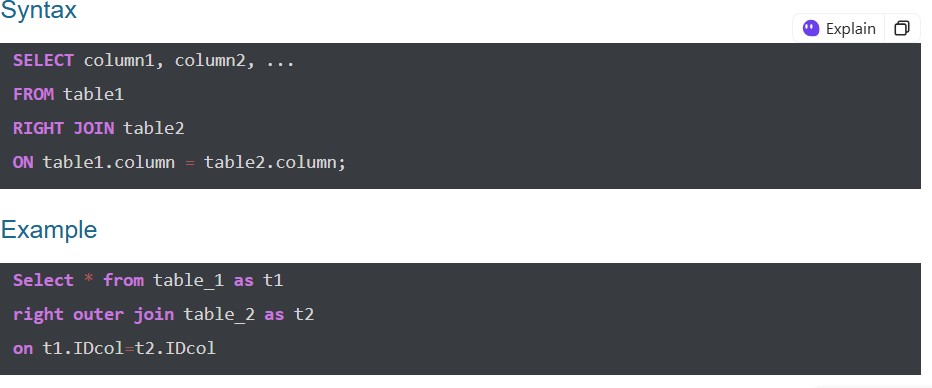 Syntax
Explain
SELECT column1, column2, ...
FROM table1
RIGHT JOIN table2
ON table1.column = table2.column;
Example
Select * from table_1 as t1
right outer join table_2 as t2
on t1.IDcol=t2.IDcol